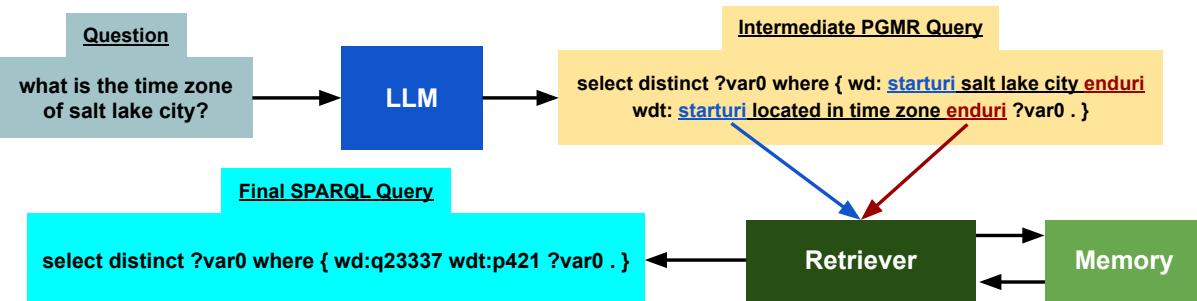 Question
what is the time zone
of salt lake city?
LLM
Intermediate PGMR Query
select distinct ?var0 where { wd: starturi salt lake city enduri
wdt: starturi located in time zone enduri ?var0 . }
Final SPARQL Query
select distinct ?var0 where { wd:q23337 wdt:p421 ?var0 . }
Retriever
Memory